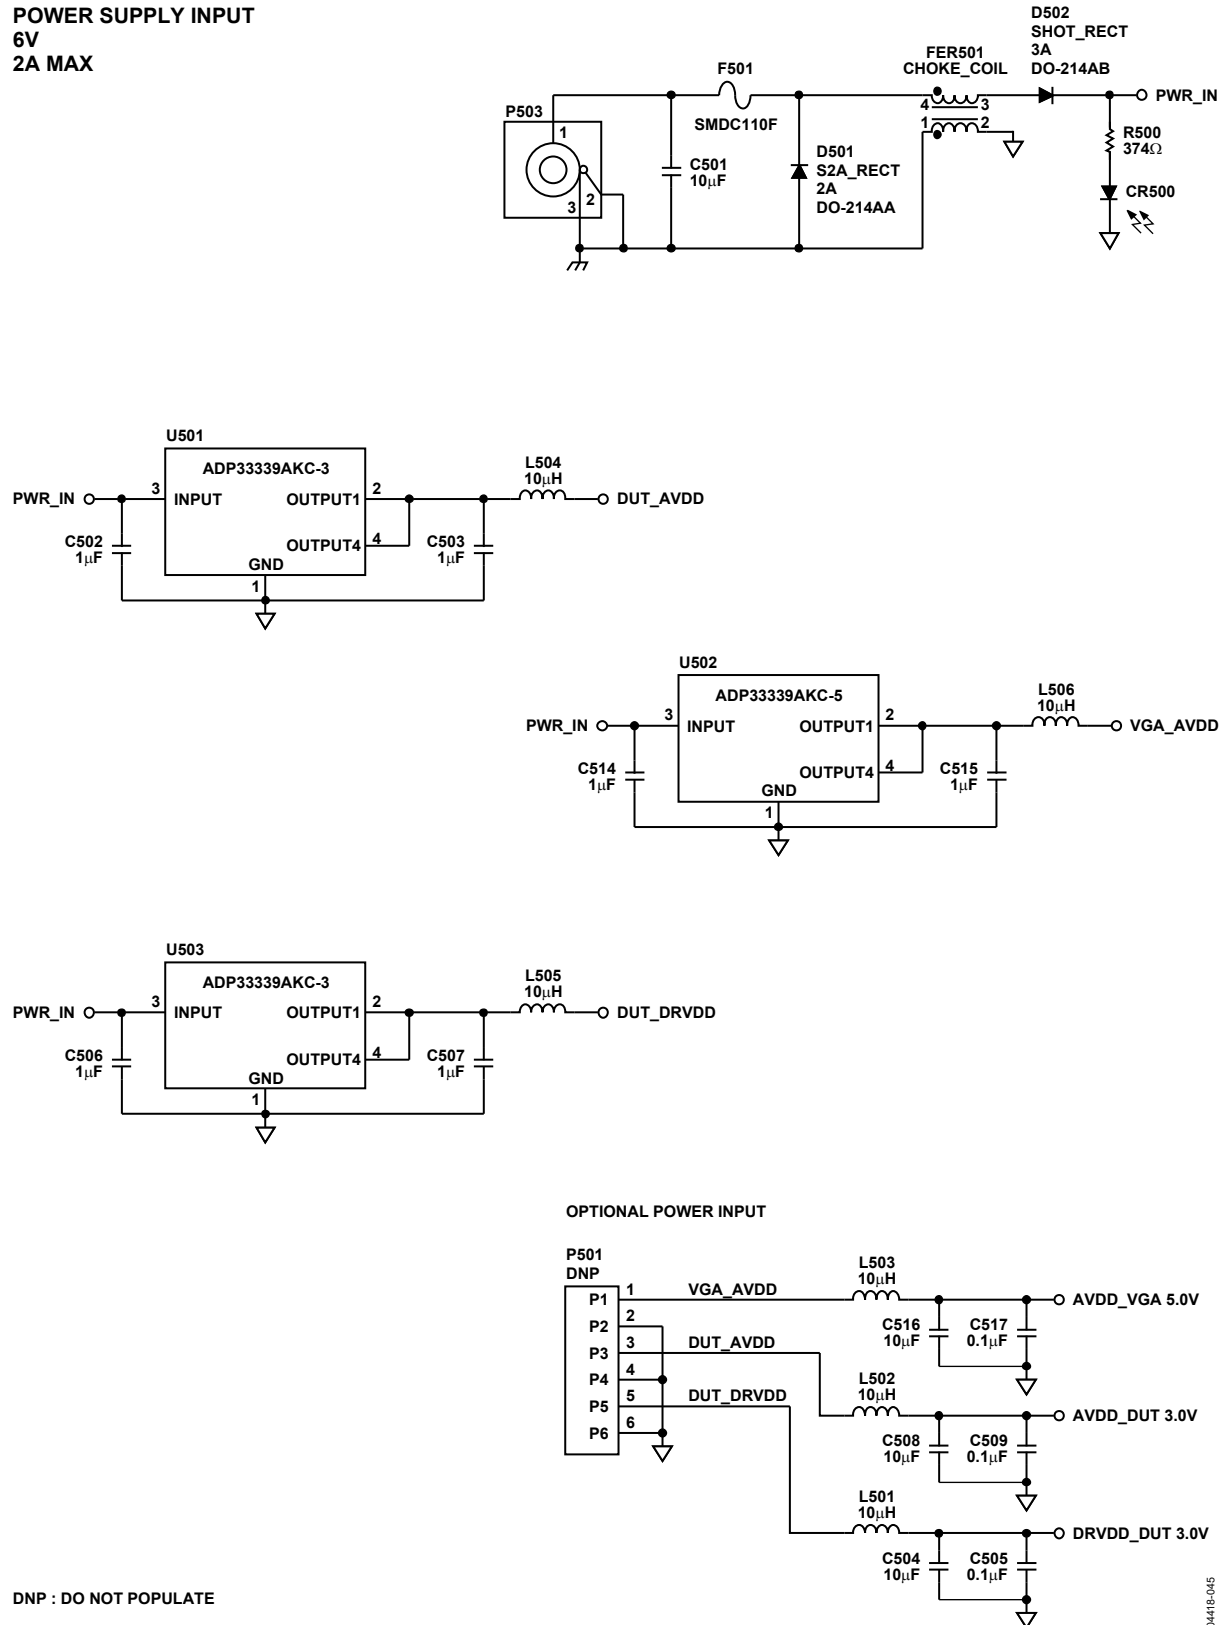 POWER SUPPLY INPUT
6V
2A MAX
D502
SHOT_RECT
3A
DO-214AB
FER501
CHOKE_COIL
F501
SMDC110F
P503
1
2
3
C501
10μF
D501
S2A_RECT
2A
DO-214AA
4
3
1
2
PWR_IN
R500
374Ω
CR500
U501
ADP33339AKC-3
PWR_IN
3
INPUT
OUTPUT1
2
OUTPUT4
4
GND
1
C502
1μF
C503
1μF
L504
10μH
DUT_AVDD
U502
ADP33339AKC-5
PWR_IN
3
INPUT
OUTPUT1
2
OUTPUT4
4
GND
1
C514
1μF
C515
1μF
L506
10μH
VGA_AVDD
U503
ADP33339AKC-3
PWR_IN
3
INPUT
OUTPUT1
2
OUTPUT4
4
GND
1
C506
1μF
C507
1μF
L505
10μH
DUT_DRVDD
OPTIONAL POWER INPUT
P501
DNP
P1
1
VGA_AVDD
P2
2
P3
3
DUT_AVDD
P4
4
P5
5
DUT_DRVDD
P6
6
L503
10μH
C516
10μF
C517
0.1μF
AVDD_VGA 5.0V
L502
10μH
C508
10μF
C509
0.1μF
AVDD_DUT 3.0V
L501
10μH
C504
10μF
C505
0.1μF
DRVDD_DUT 3.0V
DNP : DO NOT POPULATE
04418-045